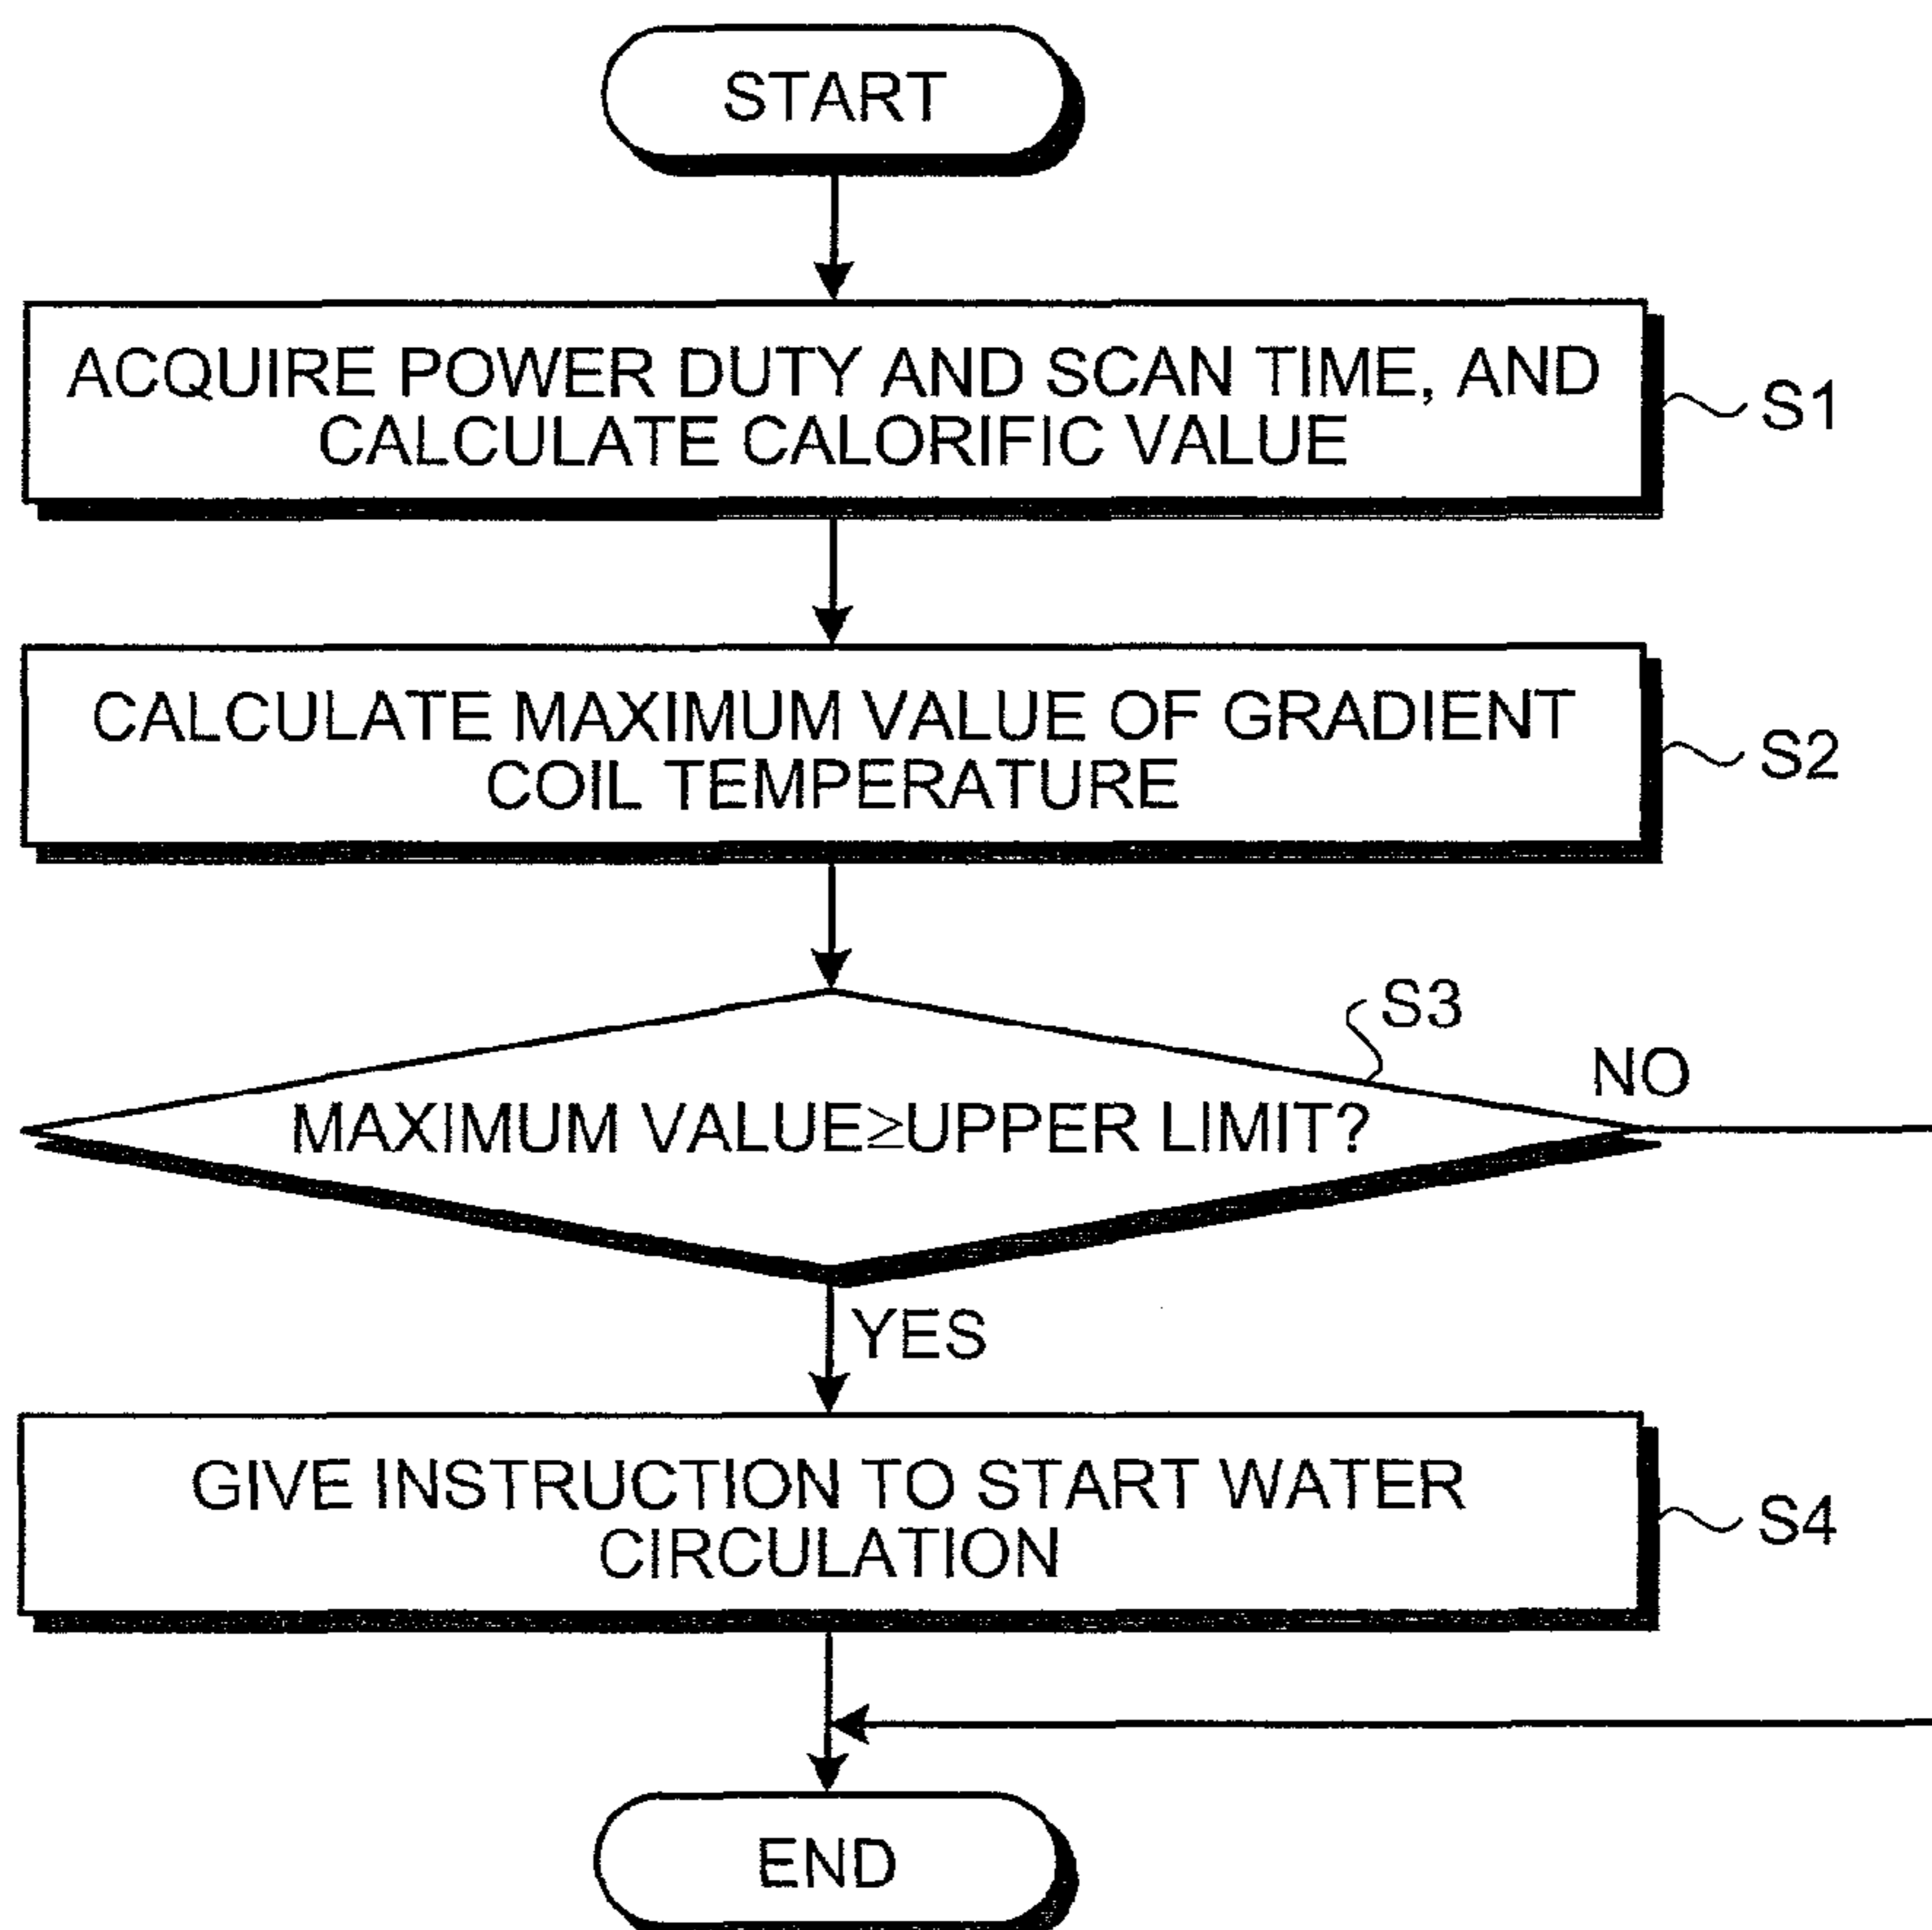 START
ACQUIRE POWER DUTY AND SCAN TIME, AND
CALCULATE CALORIFIC VALUE
S1
CALCULATE MAXIMUM VALUE OF GRADIENT
COIL TEMPERATURE
S2
S3
NO
MAXIMUM VALUE≥UPPER LIMIT?
YES
GIVE INSTRUCTION TO START WATER
CIRCULATION
S4
END